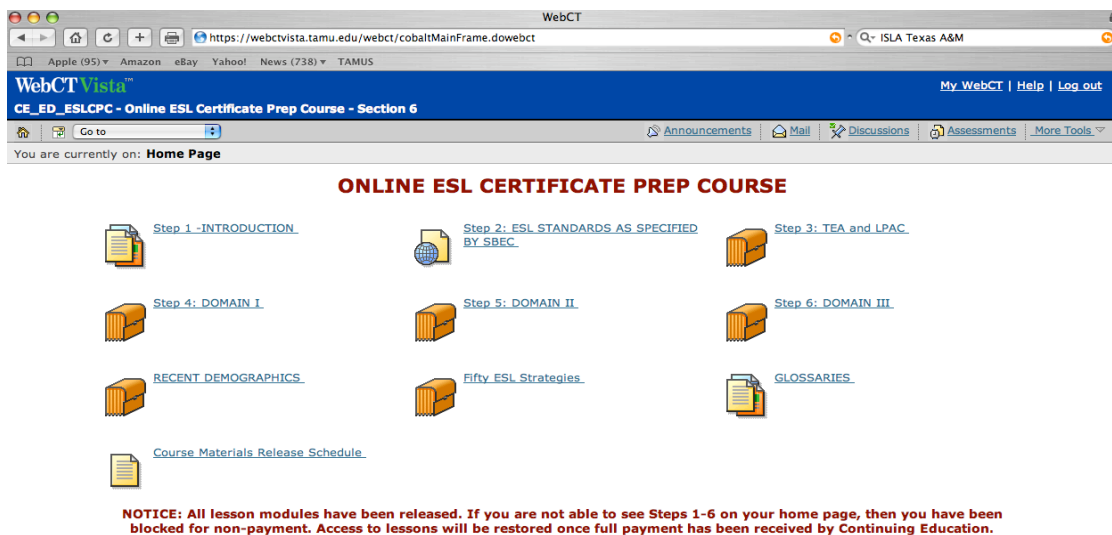 WebCT
https://webctvista.tamu.edu/webct/cobaltMainFrame.dowebct
ISLA Texas A&M
Apple (95) Amazon eBay Yahoo! News (738) TAMUS
WebCT Vista™
My WebCT | Help | Log out
CE_ED_ESLCPC - Online ESL Certificate Prep Course - Section 6
Go to
Announcements Mail Discussions Assessments More Tools
You are currently on: Home Page
ONLINE ESL CERTIFICATE PREP COURSE
Step 1 -INTRODUCTION
Step 2: ESL STANDARDS AS SPECIFIED
BY SBEC
Step 3: TEA and LPAC
Step 4: DOMAIN I
Step 5: DOMAIN II
Step 6: DOMAIN III
RECENT DEMOGRAPHICS
Fifty ESL Strategies
GLOSSARIES
Course Materials Release Schedule
NOTICE: All lesson modules have been released. If you are not able to see Steps 1-6 on your home page, then you have been
blocked for non-payment. Access to lessons will be restored once full payment has been received by Continuing Education.